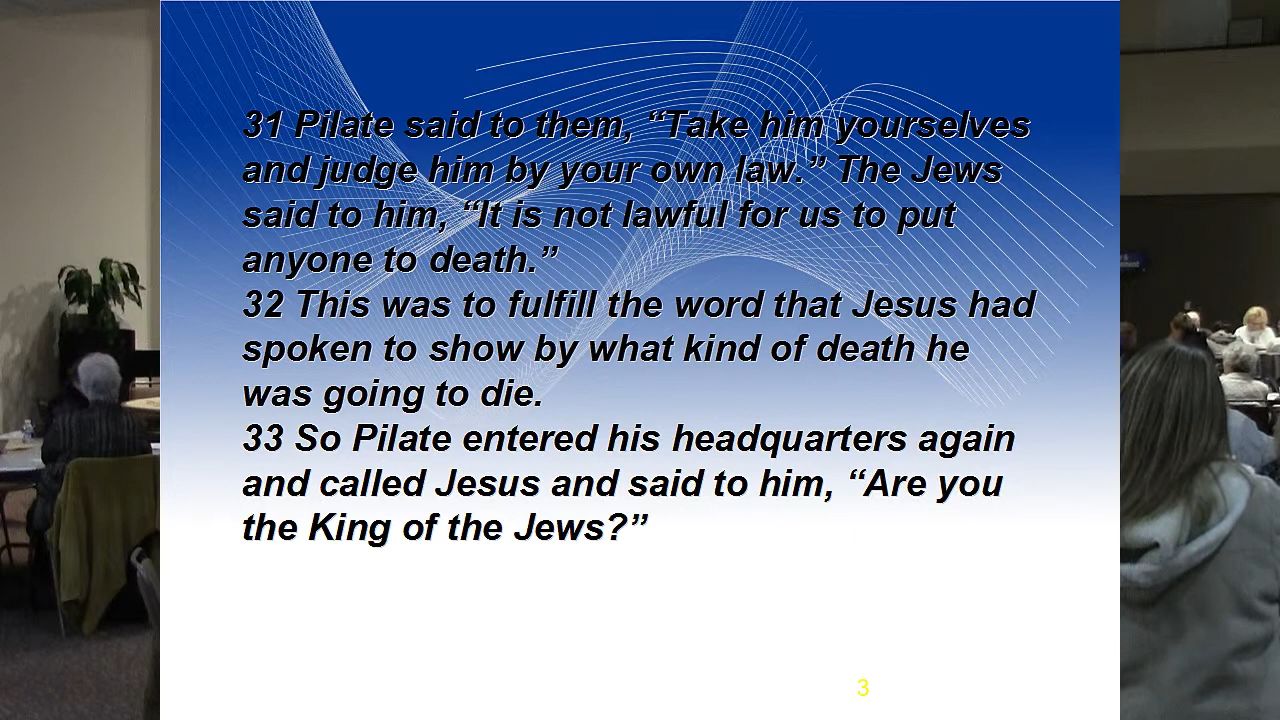 31 Pilate said to them, “Take him yourselves
and judge him by your own law.” The Jews
said to him, “It is not lawful for us to put
anyone to death.”
32 This was to fulfill the word that Jesus had
spoken to show by what kind of death he
was going to die.
33 So Pilate entered his headquarters again
and called Jesus and said to him, “Are you
the King of the Jews?”
3